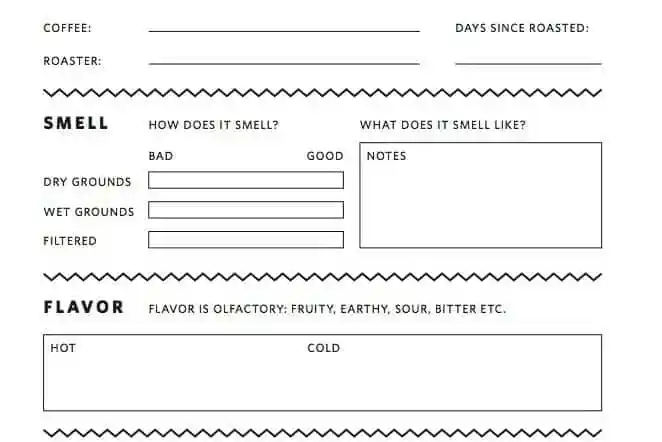 COFFEE: DAYS SINCE ROASTED:
ROASTER:
SMELL HOW DOES IT SMELL? WHAT DOES IT SMELL LIKE?
BAD GOOD NOTES
DRY GROUNDS
WET GROUNDS
FILTERED
FLAVOR FLAVOR IS OLFACTORY: FRUITY, EARTHY, SOUR, BITTER ETC.
HOT COLD